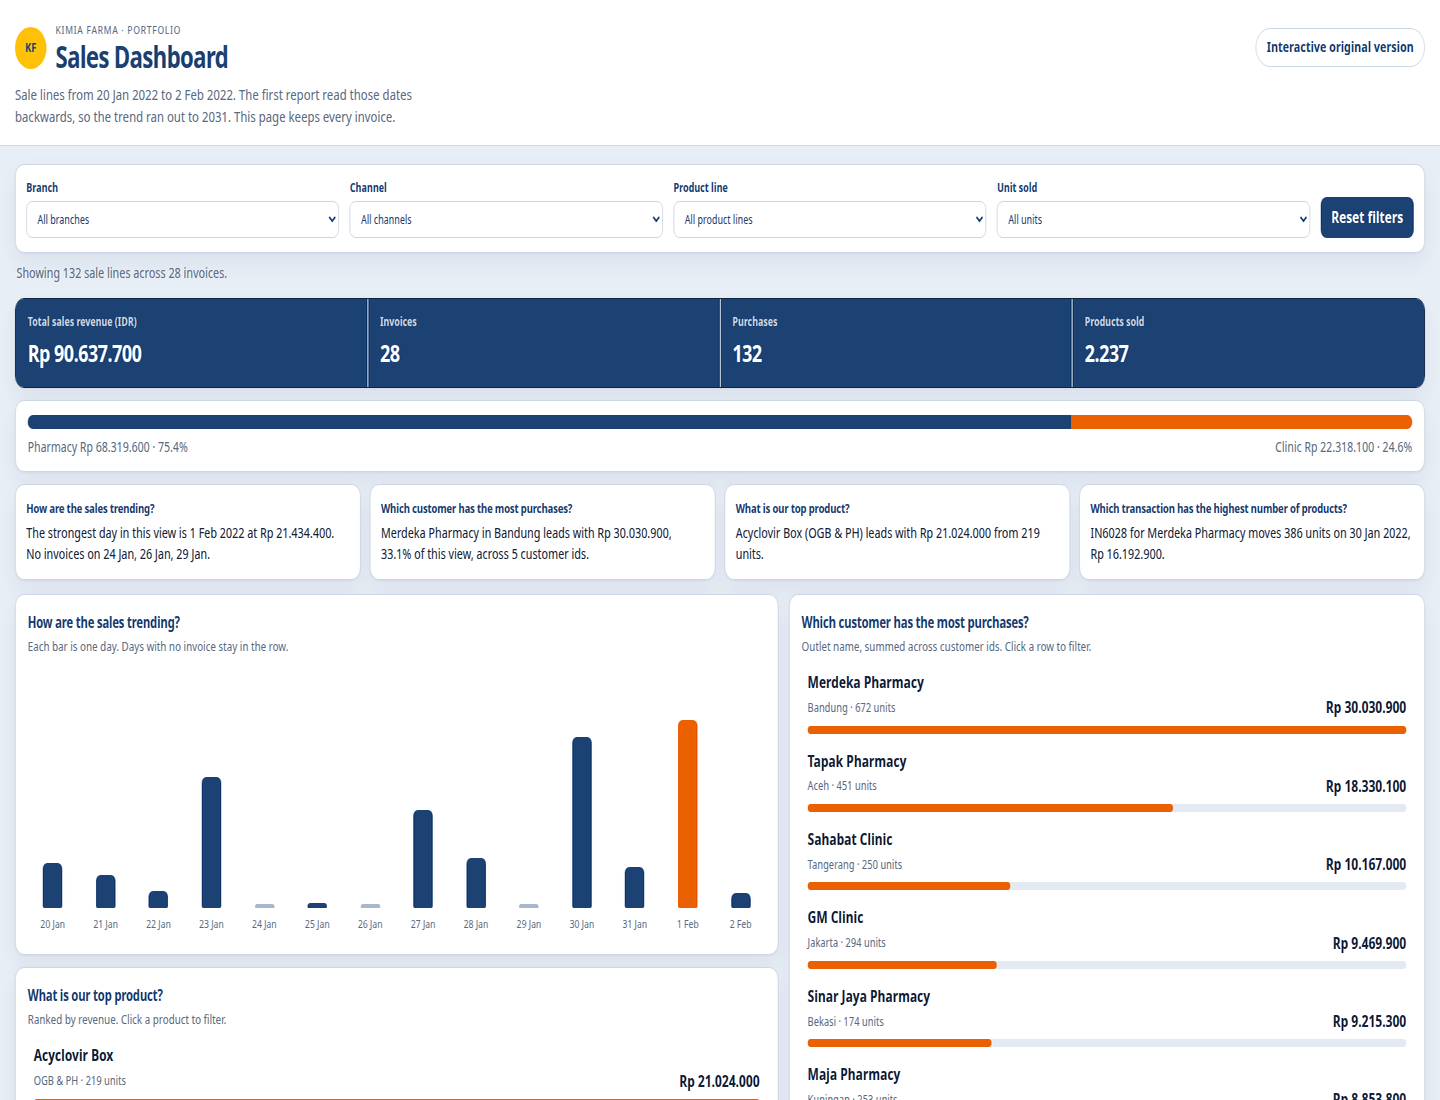 KF
KIMIA FARMA · PORTFOLIO
Sales Dashboard
Interactive original version
Sale lines from 20 Jan 2022 to 2 Feb 2022. The first report read those dates
backwards, so the trend ran out to 2031. This page keeps every invoice.
Branch
Channel
Product line
Unit sold
All branches
All channels
All product lines
All units
Reset filters
Showing 132 sale lines across 28 invoices.
Total sales revenue (IDR)
Rp 90.637.700
Invoices
28
Purchases
132
Products sold
2.237
Pharmacy Rp 68.319.600 · 75.4%
Clinic Rp 22.318.100 · 24.6%
How are the sales trending?
The strongest day in this view is 1 Feb 2022 at Rp 21.434.400.
No invoices on 24 Jan, 26 Jan, 29 Jan.
Which customer has the most purchases?
Merdeka Pharmacy in Bandung leads with Rp 30.030.900,
33.1% of this view, across 5 customer ids.
What is our top product?
Acyclovir Box (OGB & PH) leads with Rp 21.024.000 from 219
units.
Which transaction has the highest number of products?
IN6028 for Merdeka Pharmacy moves 386 units on 30 Jan 2022,
Rp 16.192.900.
How are the sales trending?
Each bar is one day. Days with no invoice stay in the row.
20 Jan
21 Jan
22 Jan
23 Jan
24 Jan
25 Jan
26 Jan
27 Jan
28 Jan
29 Jan
30 Jan
31 Jan
1 Feb
2 Feb
What is our top product?
Ranked by revenue. Click a product to filter.
Acyclovir Box
OGB & PH · 219 units
Rp 21.024.000
Which customer has the most purchases?
Outlet name, summed across customer ids. Click a row to filter.
Merdeka Pharmacy
Bandung · 672 units
Rp 30.030.900
Tapak Pharmacy
Aceh · 451 units
Rp 18.330.100
Sahabat Clinic
Tangerang · 250 units
Rp 10.167.000
GM Clinic
Jakarta · 294 units
Rp 9.469.900
Sinar Jaya Pharmacy
Bekasi · 174 units
Rp 9.215.300
Maja Pharmacy
Kuningan · 253 units
Rp 8.853.800